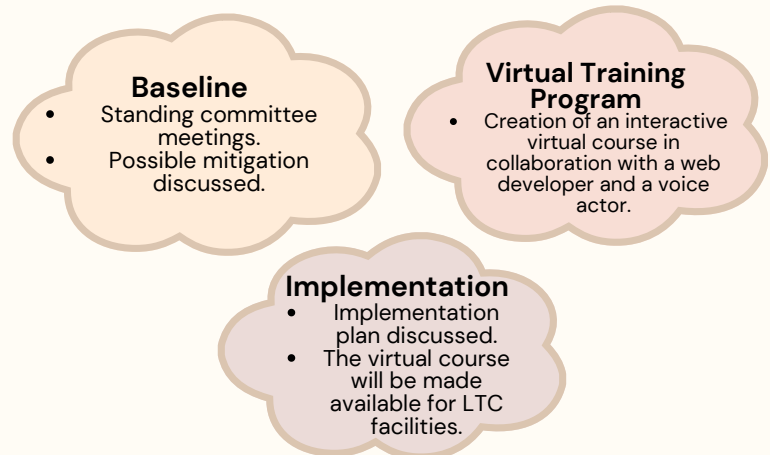 Baseline
• Standing committee
meetings.
• Possible mitigation
discussed.
Virtual Training
Program
• Creation of an interactive
virtual course in
collaboration with a web
developer and a voice
actor.
Implementation
• Implementation
plan discussed.
• The virtual course
will be made
available for LTC
facilities.